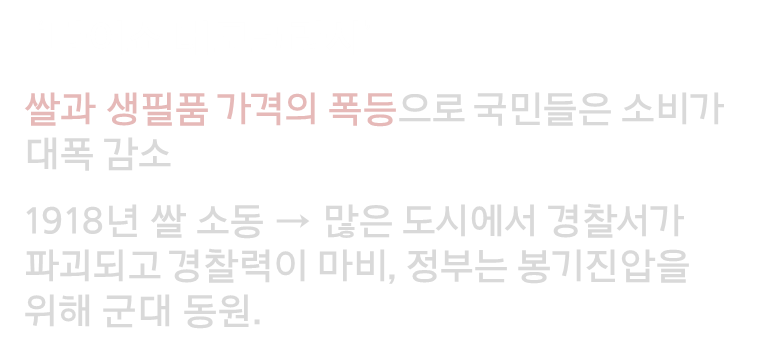 쌀과 생필품 가격의 폭등으로 국민들은 소비가
대폭 감소
1918년 쌀 소동 → 많은 도시에서 경찰서가
파괴되고 경찰력이 마비, 정부는 봉기진압을
위해 군대 동원.